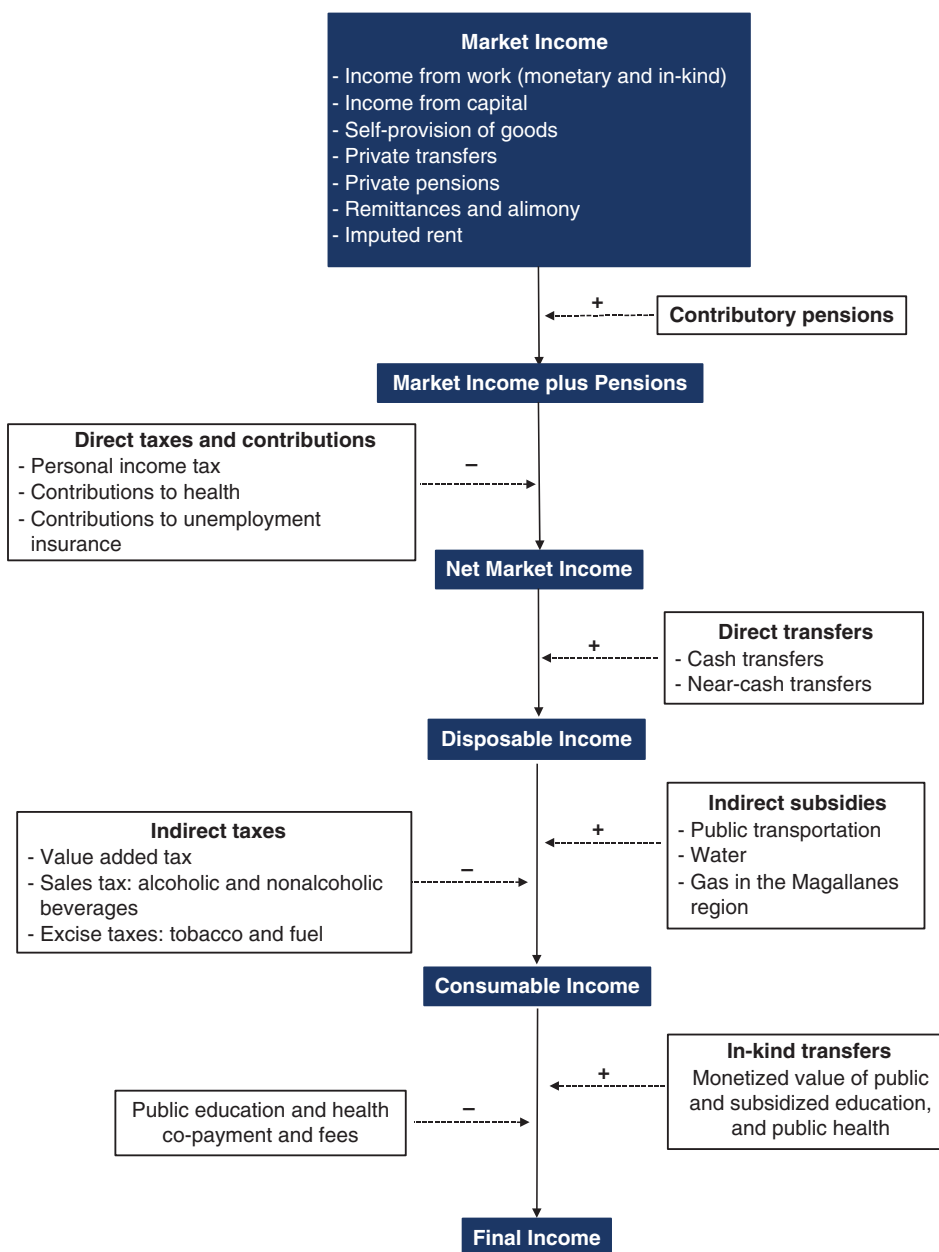 Market Income
- Income from work (monetary and in-kind)
- Income from capital
- Self-provision of goods
- Private transfers
- Private pensions
- Remittances and alimony
- Imputed rent
+
Contributory pensions
Market Income plus Pensions
Direct taxes and contributions
- Personal income tax
- Contributions to health
- Contributions to unemployment
insurance
–
Net Market Income
Direct transfers
- Cash transfers
- Near-cash transfers
+
Disposable Income
Indirect subsidies
- Public transportation
- Water
- Gas in the Magallanes
region
+
Indirect taxes
- Value added tax
- Sales tax: alcoholic and nonalcoholic
beverages
- Excise taxes: tobacco and fuel
–
Consumable Income
In-kind transfers
Monetized value of public
and subsidized education,
and public health
+
Public education and health
co-payment and fees
–
Final Income